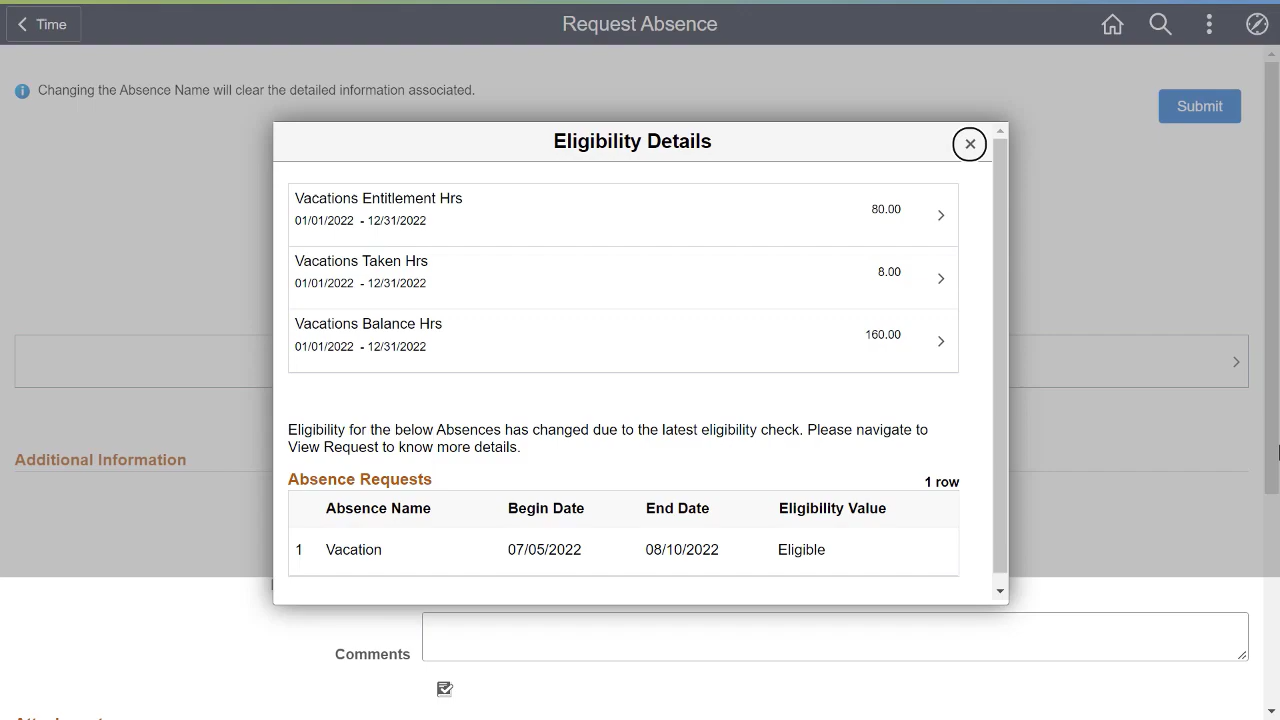 Time
Request Absence
Changing the Absence Name will clear the detailed information associated.
Submit
Eligibility Details
Vacations Entitlement Hrs
01/01/2022 - 12/31/2022
80.00
Vacations Taken Hrs
01/01/2022 - 12/31/2022
8.00
Vacations Balance Hrs
01/01/2022 - 12/31/2022
160.00
Eligibility for the below Absences has changed due to the latest eligibility check. Please navigate to
View Request to know more details.
Additional Information
Absence Requests
1 row
Absence Name Begin Date End Date Eligibility Value
1 Vacation 07/05/2022 08/10/2022 Eligible
Comments